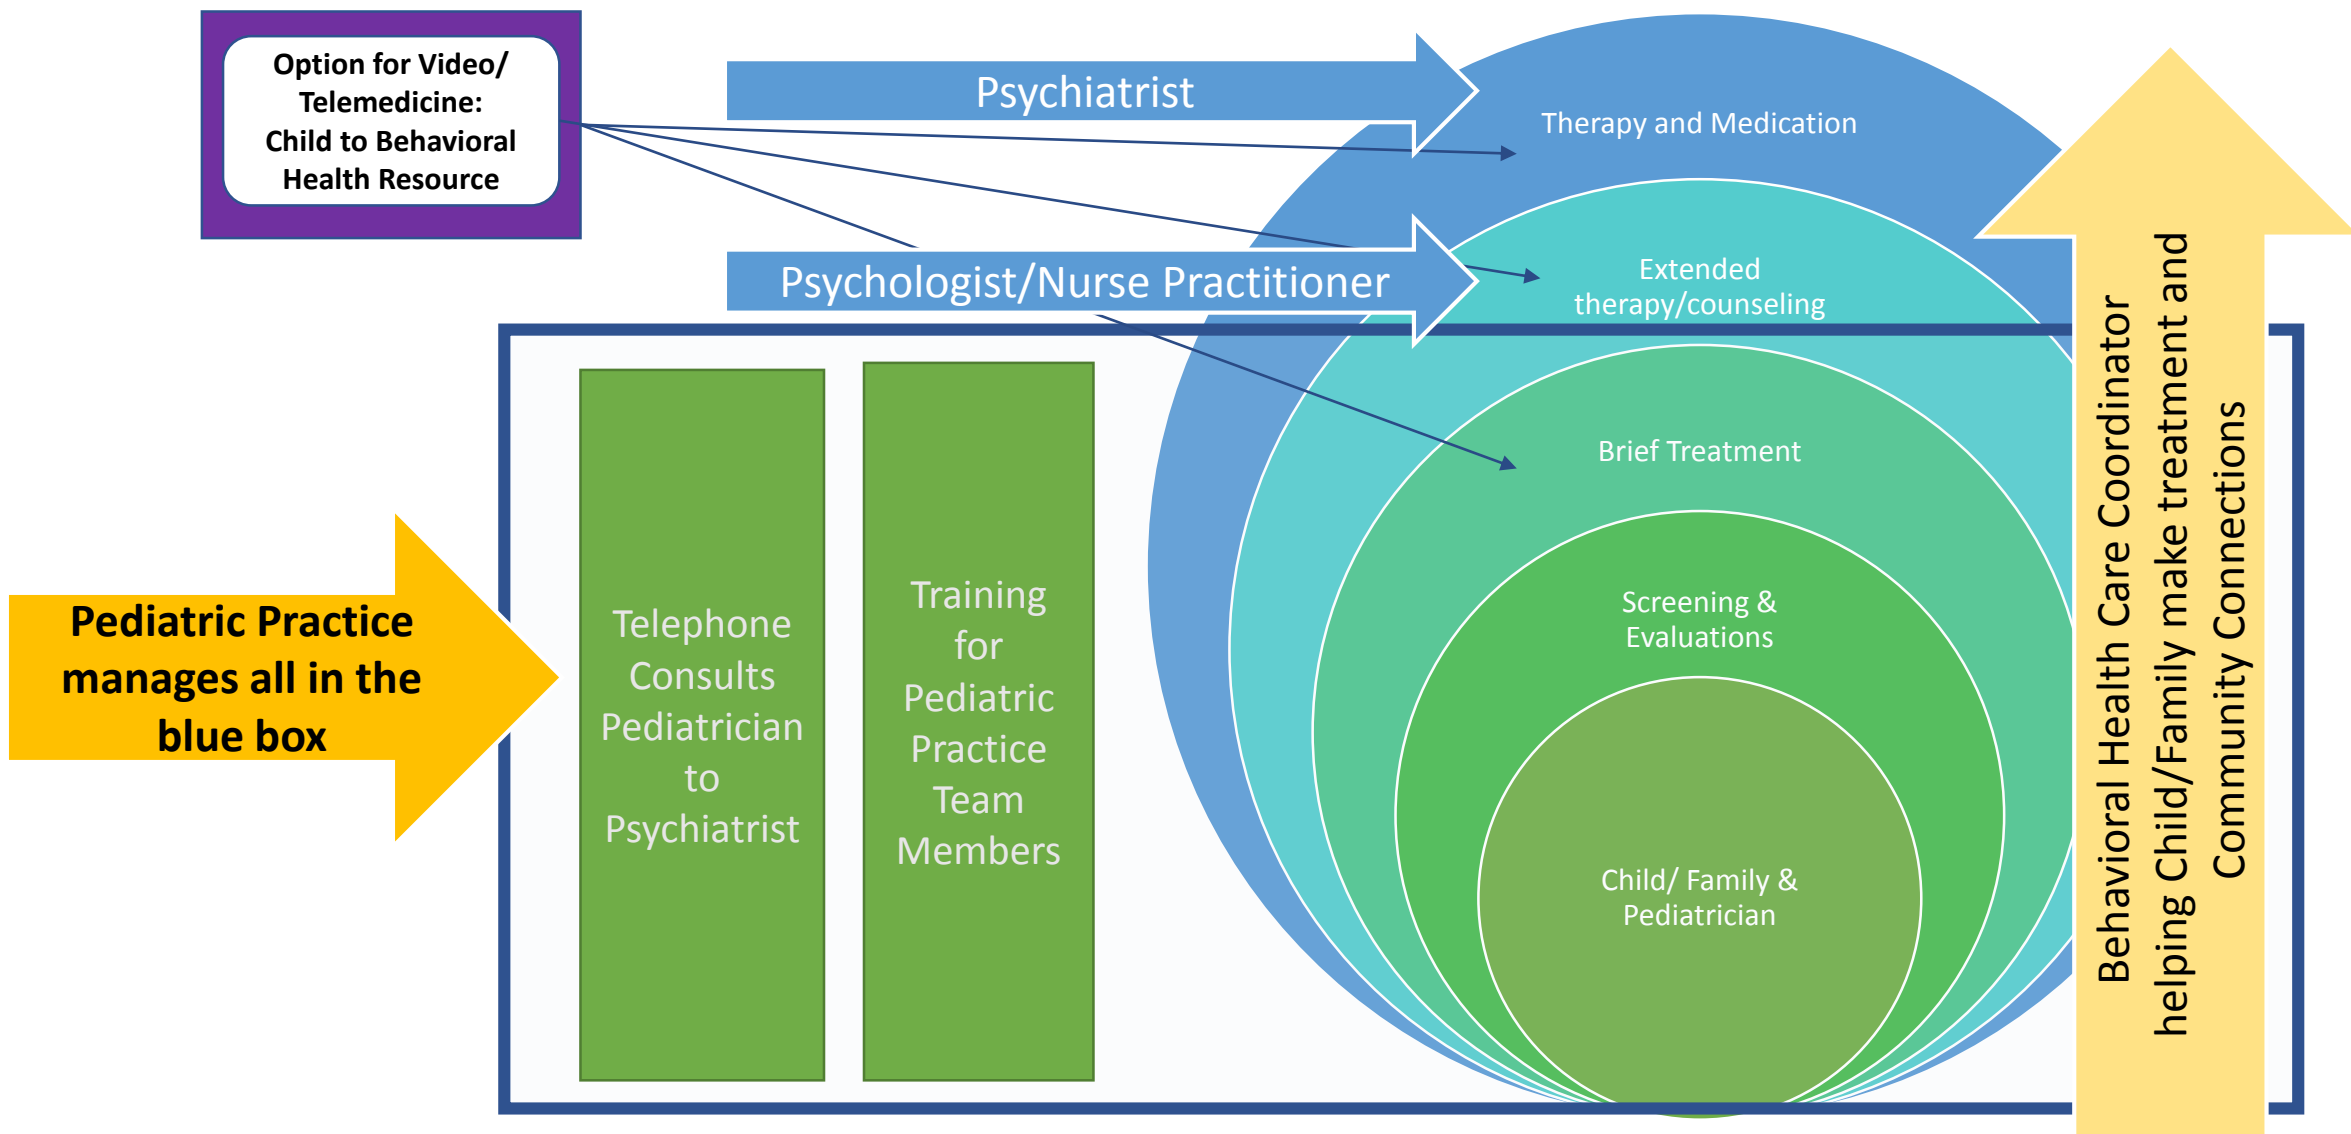 Option for Video/
Telemedicine:
Child to Behavioral
Health Resource
Psychiatrist
Therapy and Medication
Psychologist/Nurse Practitioner
Extended
therapy/counseling
Brief Treatment
Screening &
Evaluations
Child/ Family &
Pediatrician
Pediatric Practice
manages all in the
blue box
Telephone
Consults
Pediatrician
to
Psychiatrist
Training
for
Pediatric
Practice
Team
Members
Behavioral Health Care Coordinator
helping Child/Family make treatment and
Community Connections